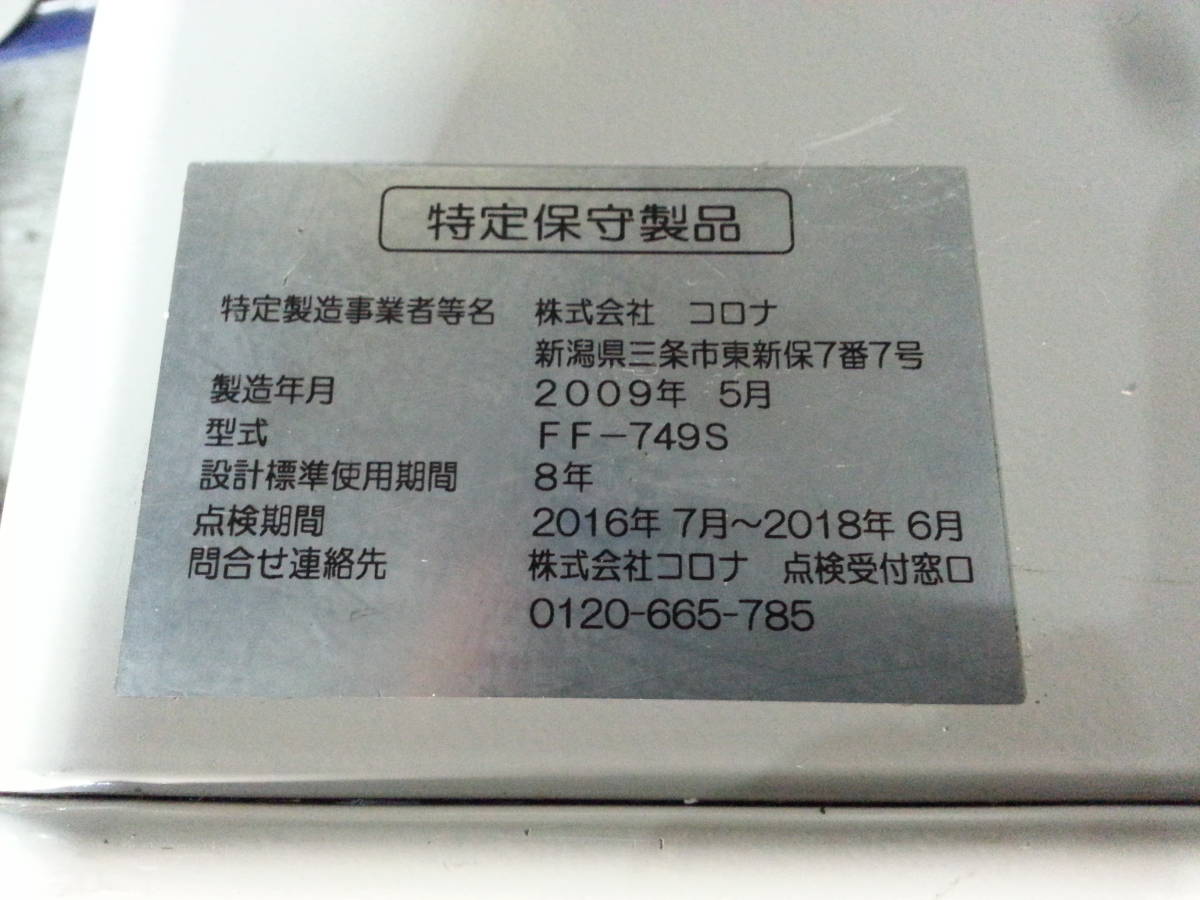 特定保守製品
特定製造事業者等名 株式会社 コロナ
新潟県三条市東新保7番7号
製造年月 2009年 5月
型式 FF-749S
設計標準使用期間 8年
点検期間 2016年 7月~2018年 6月
問合せ連絡先 株式会社コロナ 点検受付窓口
0120-665-785